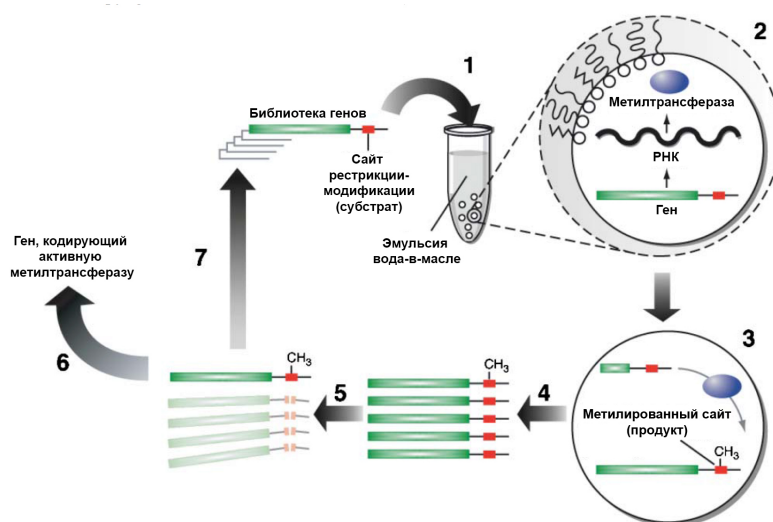 1
2
Библиотека генов
Метилтрансфераза
РНК
Ген
Сайт
рестрикции-
модификации
(субстрат)
Эмульсия
вода-в-масле
Ген, кодирующий
активную
метилтрансферазу
7
3
6
CH3
5
CH3
4
Метилированный сайт
(продукт)
CH3